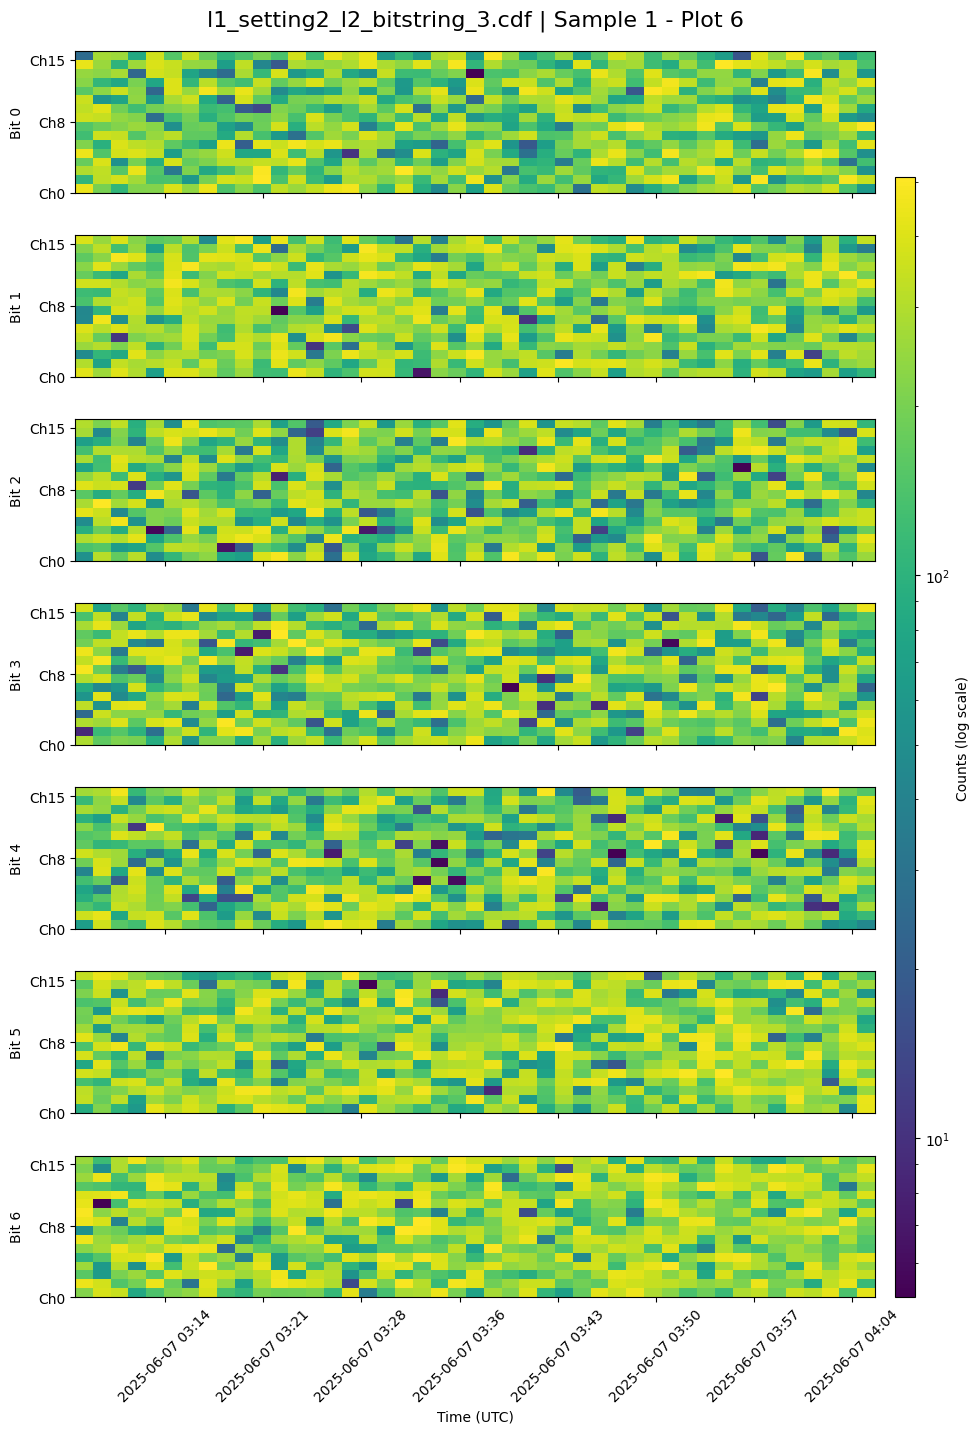 l1_setting2_l2_bitstring_3.cdf | Sample 1 - Plot 6
Ch15
Bit 0
Ch8
Ch0
Ch15
Bit 1
Ch8
Ch0
Ch15
Bit 2
Ch8
Ch0
Ch15
Bit 3
Ch8
Ch0
Ch15
Bit 4
Ch8
Ch0
Ch15
Bit 5
Ch8
Ch0
Ch15
Bit 6
Ch8
Ch0
2025-06-07 03:14
2025-06-07 03:21
2025-06-07 03:28
2025-06-07 03:36
2025-06-07 03:43
2025-06-07 03:50
2025-06-07 03:57
2025-06-07 04:04
Time (UTC)
10²
10¹
Counts (log scale)